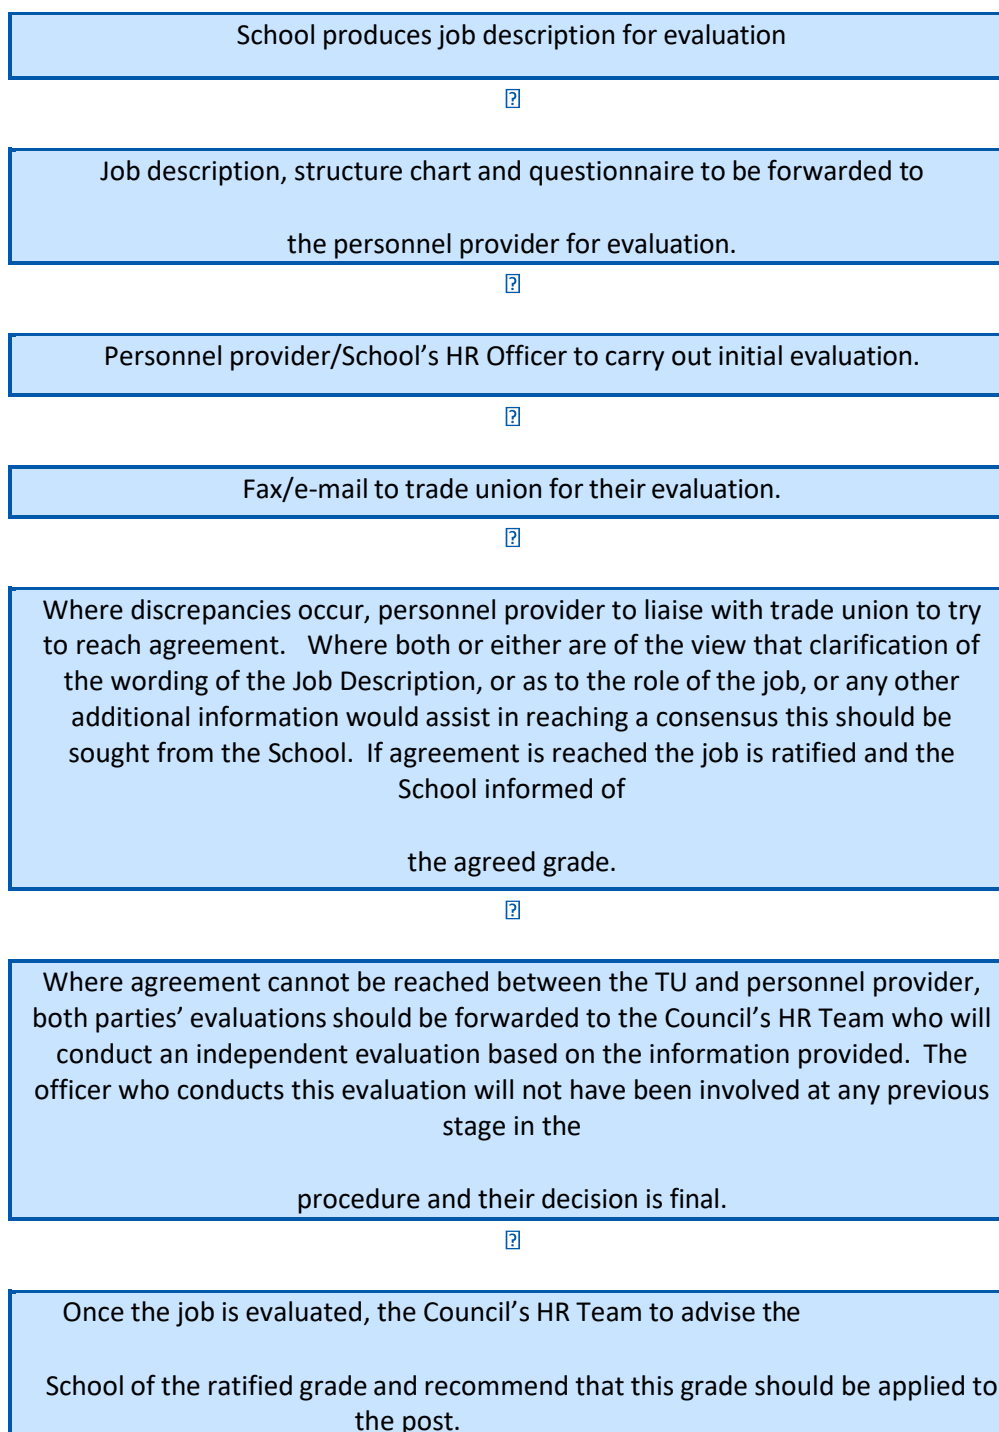 School produces job description for evaluation
Job description, structure chart and questionnaire to be forwarded to
the personnel provider for evaluation.
Personnel provider/School’s HR Officer to carry out initial evaluation.
Fax/e-mail to trade union for their evaluation.
Where discrepancies occur, personnel provider to liaise with trade union to try
to reach agreement.   Where both or either are of the view that clarification of
the wording of the Job Description, or as to the role of the job, or any other
additional information would assist in reaching a consensus this should be
sought from the School.  If agreement is reached the job is ratified and the
School informed of
the agreed grade.
Where agreement cannot be reached between the TU and personnel provider,
both parties’ evaluations should be forwarded to the Council’s HR Team who will
conduct an independent evaluation based on the information provided.  The
officer who conducts this evaluation will not have been involved at any previous
stage in the
procedure and their decision is final.
Once the job is evaluated, the Council’s HR Team to advise the
School of the ratified grade and recommend that this grade should be applied to
the post.